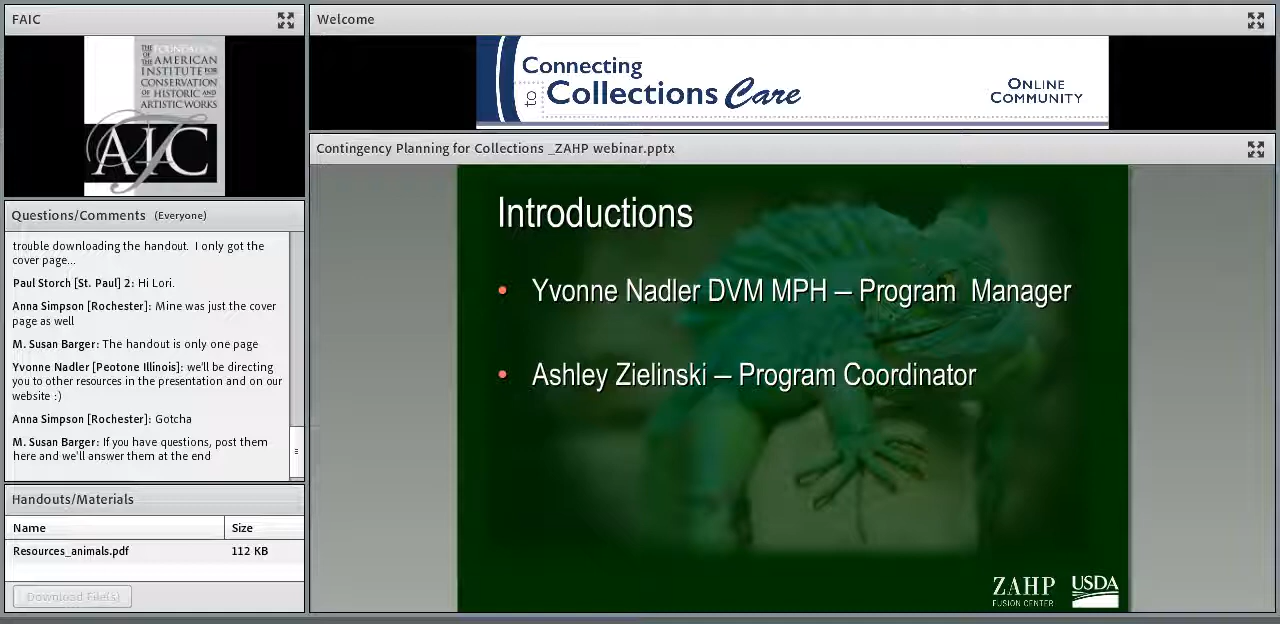 FAIC
THE FOUNDATION
OF THE AMERICAN
INSTITUTE FOR
CONSERVATION
OF HISTORIC AND
ARTISTIC WORKS
AIC
Questions/Comments (Everyone)
trouble downloading the handout. I only got the
cover page...
Paul Storch [St. Paul] 2: Hi Lori.
Anna Simpson [Rochester]: Mine was just the cover
page as well
M. Susan Barger: The handout is only one page
Yvonne Nadler [Peotone Illinois]: we'll be directing
you to other resources in the presentation and on our
website :)
Anna Simpson [Rochester]: Gotcha
M. Susan Barger: If you have questions, post them
here and we'll answer them at the end
Handouts/Materials
Name Size
Resources_animals.pdf 112 KB
Download File(s)
Welcome
Connecting
to Collections Care
ONLINE
COMMUNITY
Contingency Planning for Collections _ZAHP webinar.pptx
Introductions
• Yvonne Nadler DVM MPH – Program Manager
• Ashley Zielinski – Program Coordinator
ZAHP
FUSION CENTER
USDA